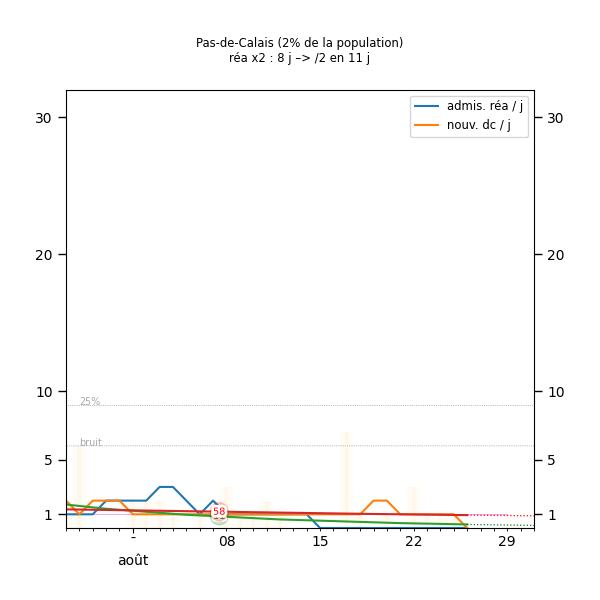 Pas-de-Calais (2% de la population)
réa x2 : 8 j –> /2 en 11 j
admis. réa / j
nouv. dc / j
30
30
20
20
10
10
25%
bruit
5
5
58
1
1
-
08
15
22
29
août